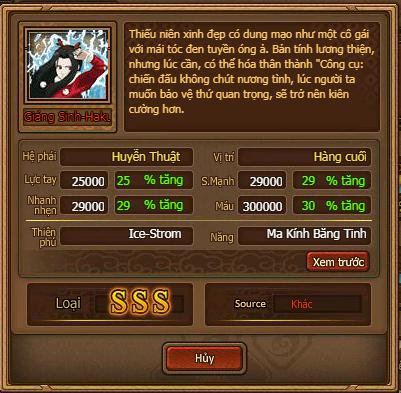 Thiếu niên xinh đẹp có dung mạo như một cô gái
với mái tóc đen tuyền óng ả. Bản tính lương thiện,
nhưng lúc cần, có thể hóa thân thành "Công cụ:
chiến đấu không chút nương tình, lúc người ta
muốn bảo vệ thứ quan trọng, sẽ trở nên kiên
cường hơn.
Giáng Sinh-Haku
Hệ phái Huyễn Thuật Vị trí Hàng cuối
Lực tay 25000 25 % tăng S.Mạnh 29000 29 % tăng
Nhanh nhẹn 29000 29 % tăng Máu 300000 30 % tăng
Thiên phú Ice-Strom Năng Ma Kính Băng Tinh
Xem trước
Loại SSS Source Khác
Hủy